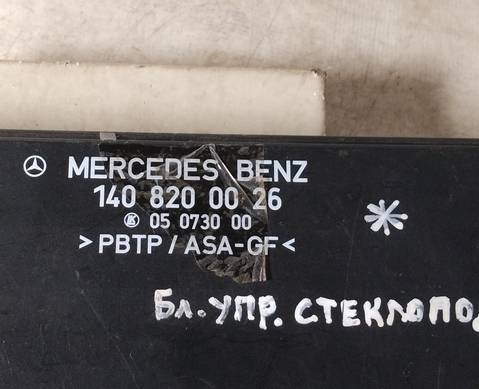 MERCEDES BENZ
140 820 00 26
05 0730 00
>PBTP/ASA-GF<
Бл. УПР. СТЕКЛОПО